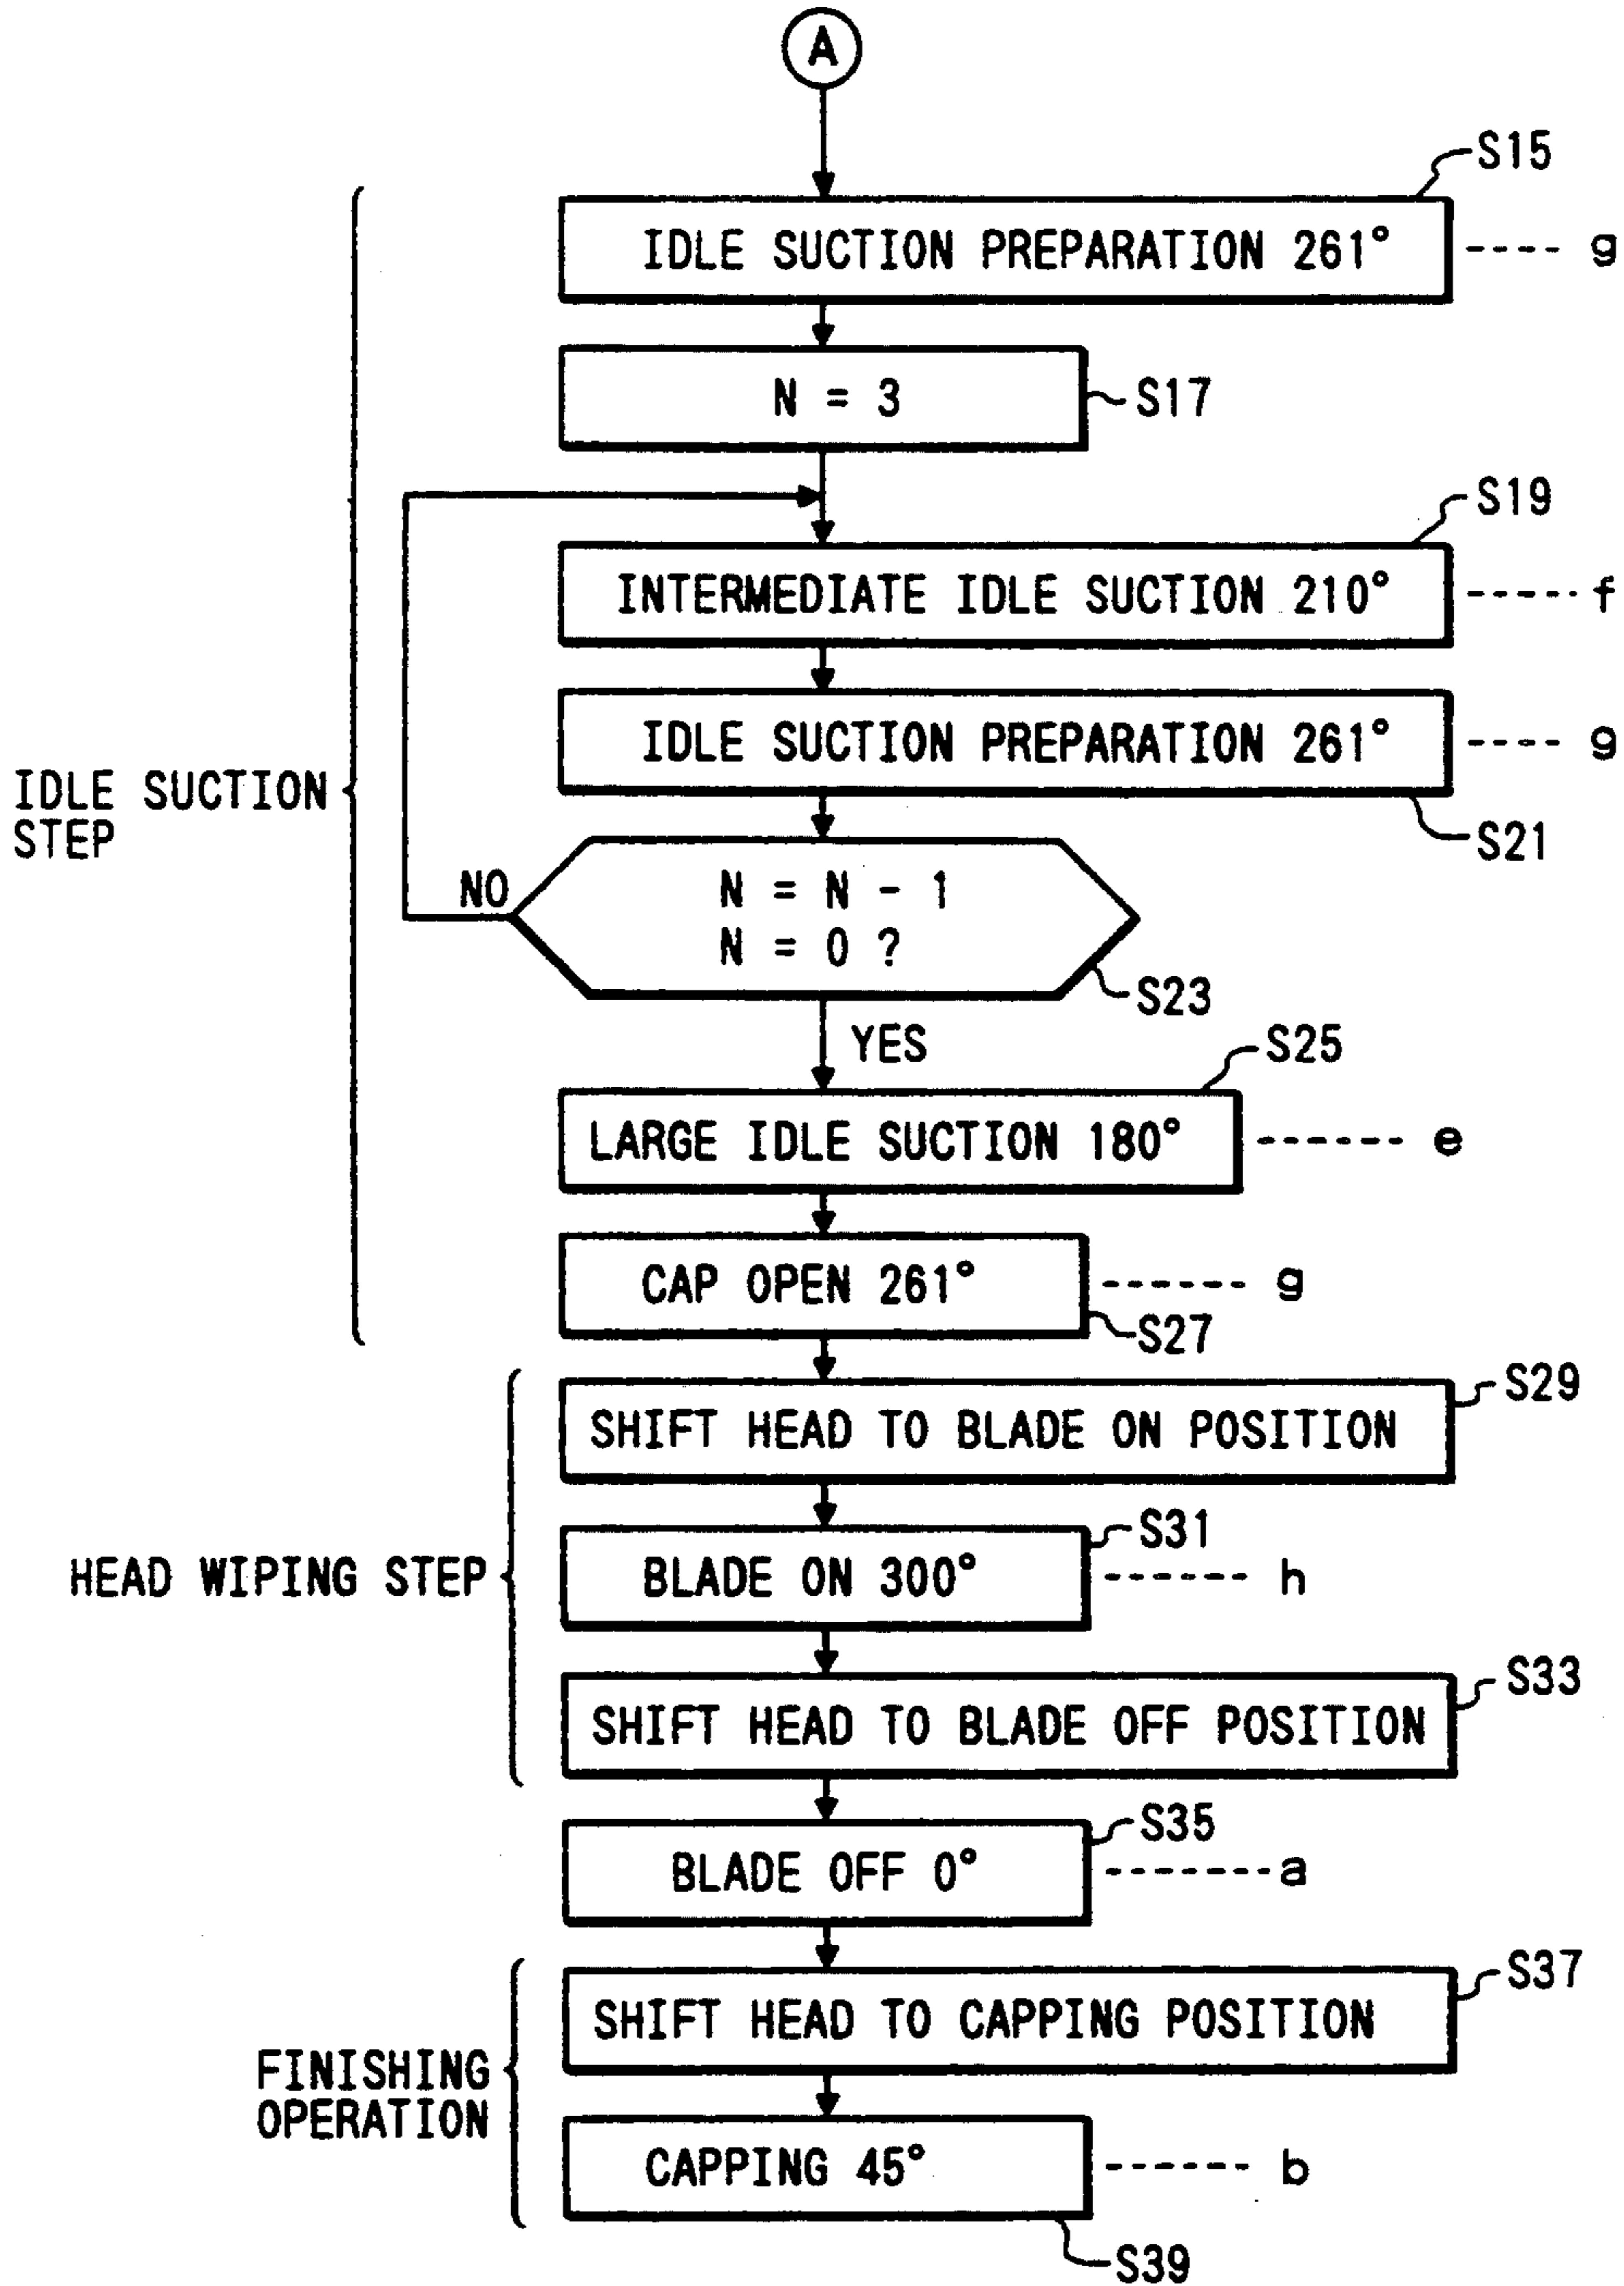 A
S15
IDLE SUCTION PREPARATION 261° ---- g
N = 3
S17
S19
INTERMEDIATE IDLE SUCTION 210° ----- f
IDLE SUCTION PREPARATION 261° ---- g
IDLE SUCTION
STEP
S21
NO
N = N - 1
N = 0 ?
S23
YES
S25
LARGE IDLE SUCTION 180° ------ e
CAP OPEN 261° ------ g
S27
S29
SHIFT HEAD TO BLADE ON POSITION
S31
HEAD WIPING STEP
BLADE ON 300° ------ h
S33
SHIFT HEAD TO BLADE OFF POSITION
S35
BLADE OFF 0° ------- a
S37
SHIFT HEAD TO CAPPING POSITION
FINISHING
OPERATION
CAPPING 45° ------ b
S39